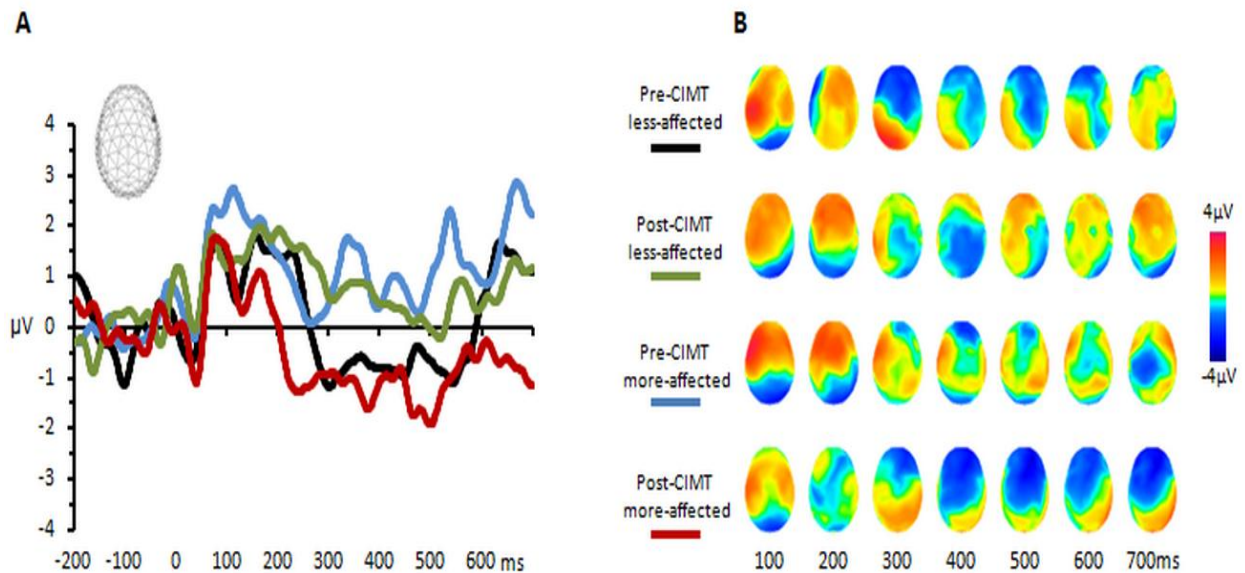 A
4
3
2
1
μV 0
-1
-2
-3
-4
-200 -100 0 100 200 300 400 500 600 ms
B
Pre-CIMT
less-affected
Post-CIMT
less-affected
Pre-CIMT
more-affected
Post-CIMT
more-affected
100 200 300 400 500 600 700ms
4μV
-4μV